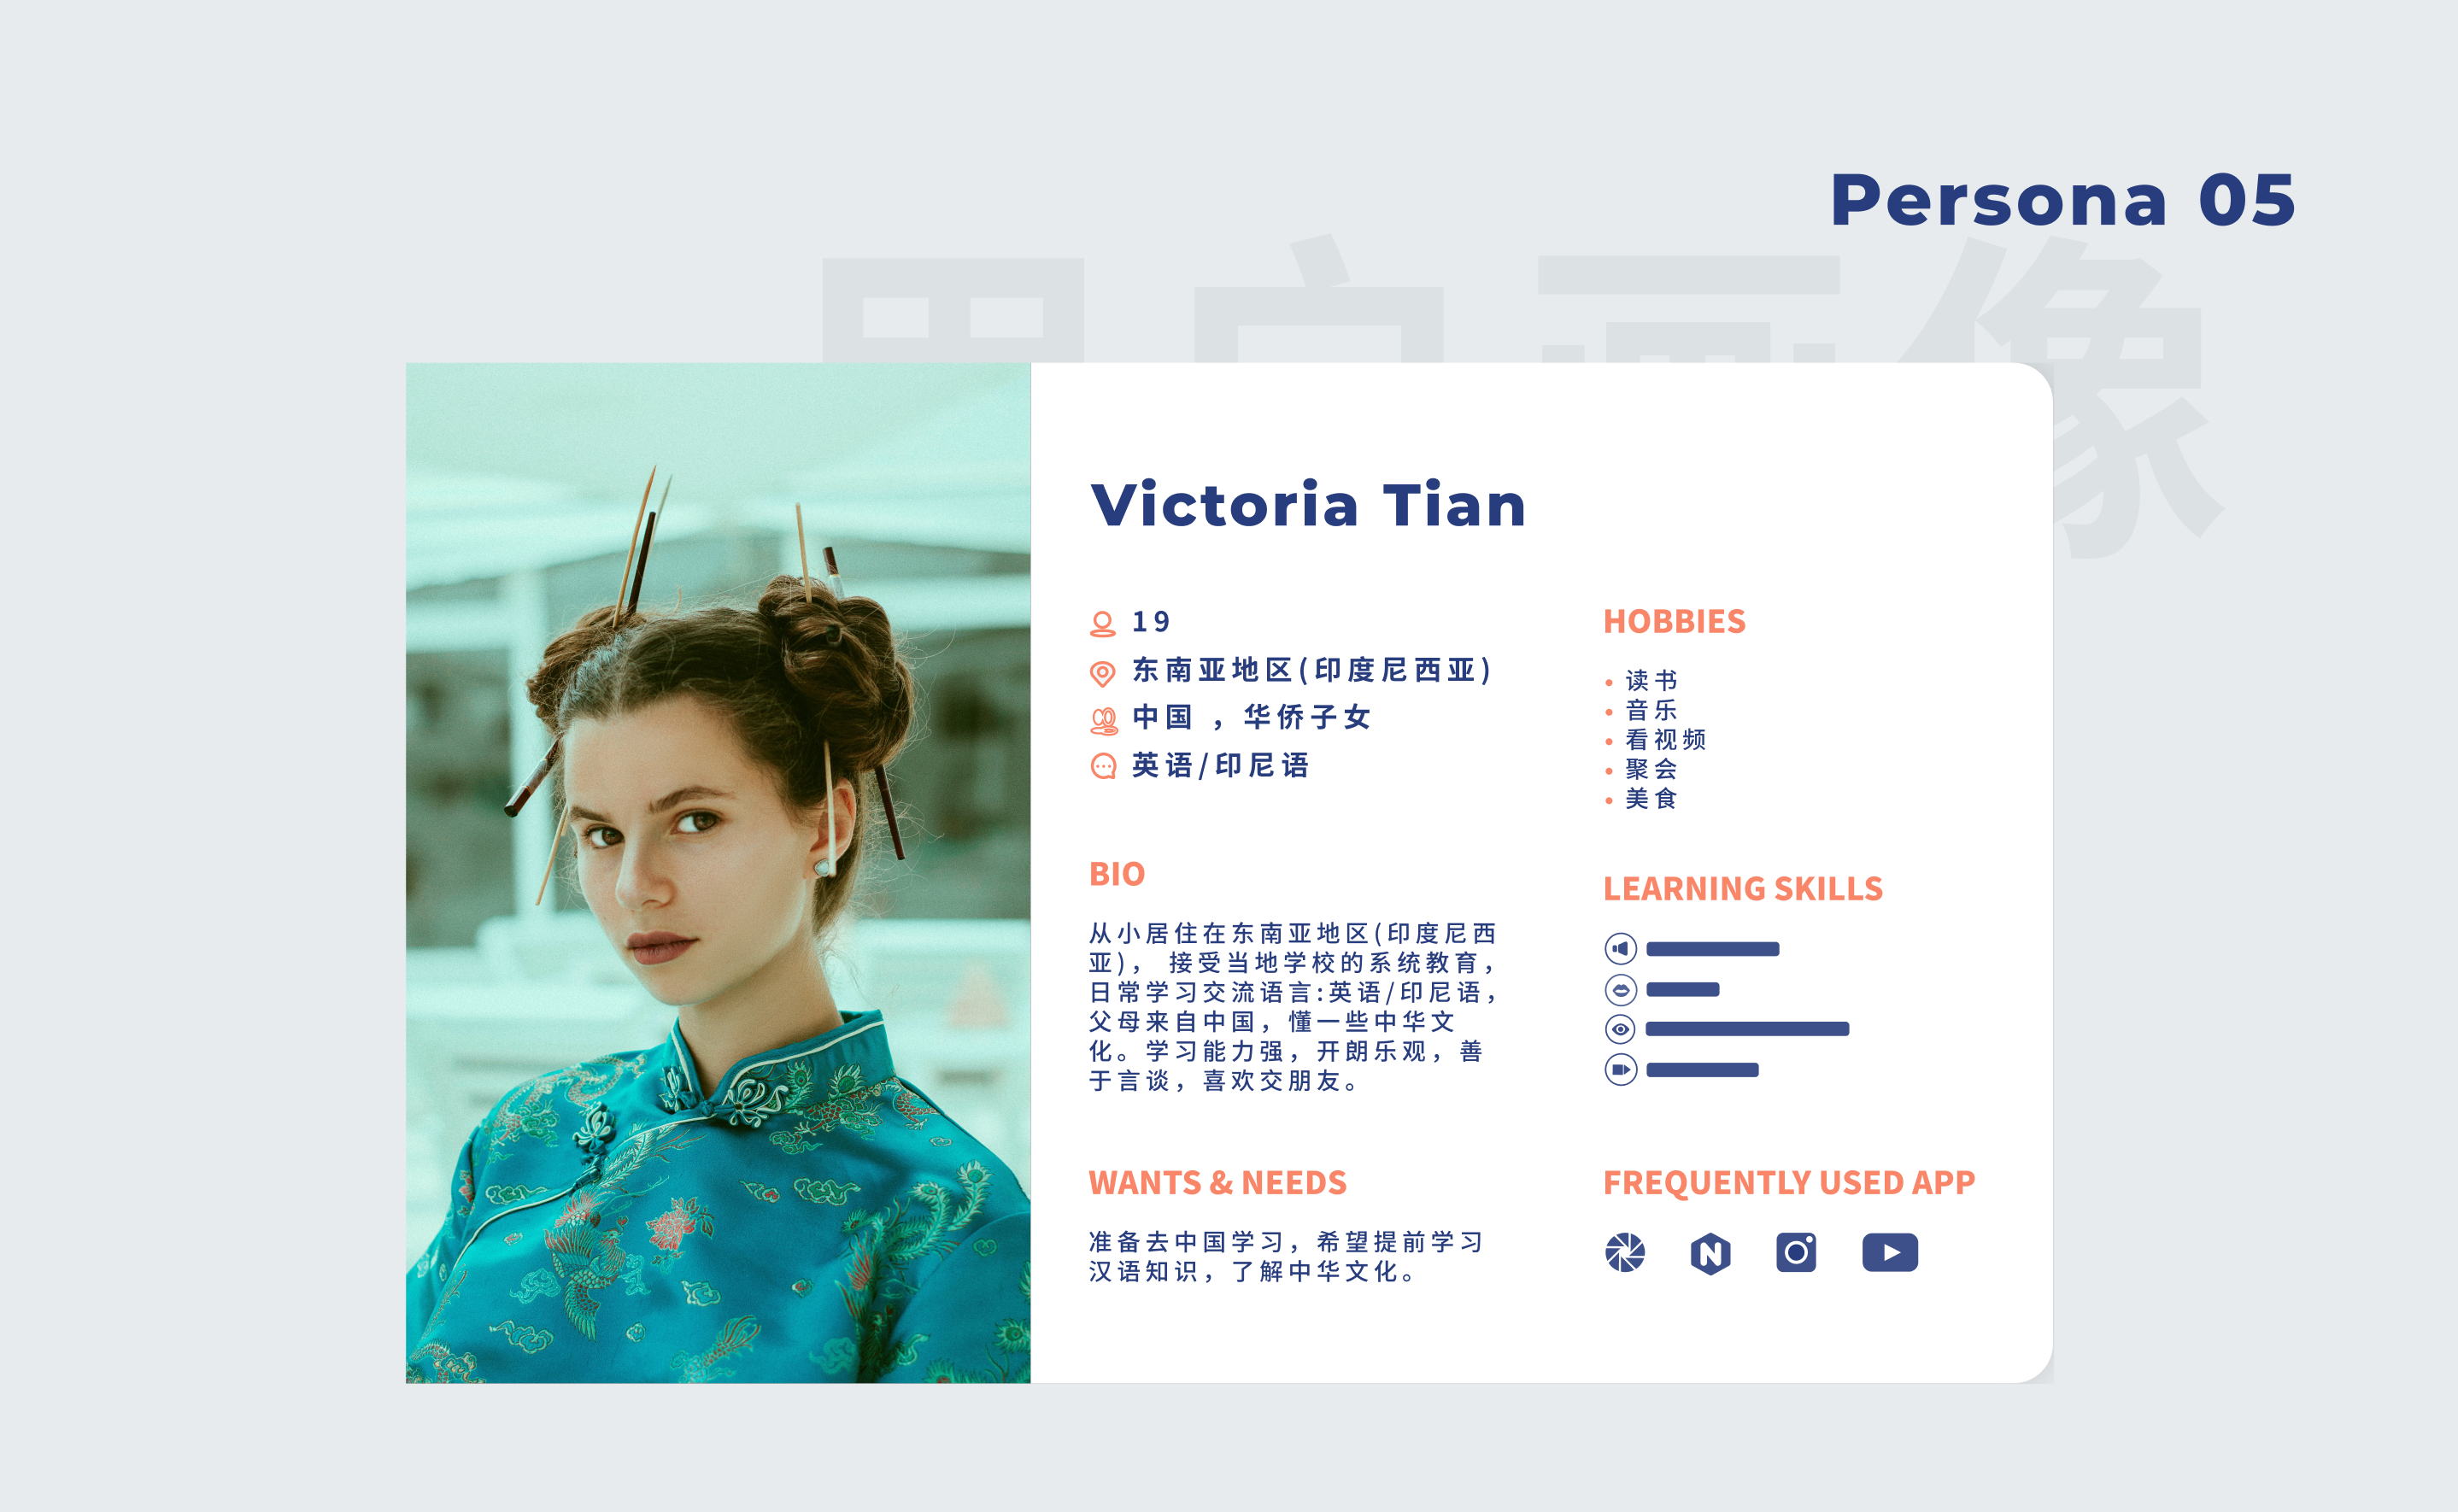 Persona 05
用户画像
Victoria Tian
19
东南亚地区(印度尼西亚)
中国 ，华侨子女
英语/印尼语
BIO
从小居住在东南亚地区(印度尼西
亚)， 接受当地学校的系统教育，
日常学习交流语言:英语/印尼语，
父母来自中国，懂一些中华文
化。学习能力强，开朗乐观，善
于言谈，喜欢交朋友。
WANTS & NEEDS
准备去中国学习，希望提前学习
汉语知识，了解中华文化。
HOBBIES
• 读书
• 音乐
• 看视频
• 聚会
• 美食
LEARNING SKILLS
FREQUENTLY USED APP
N